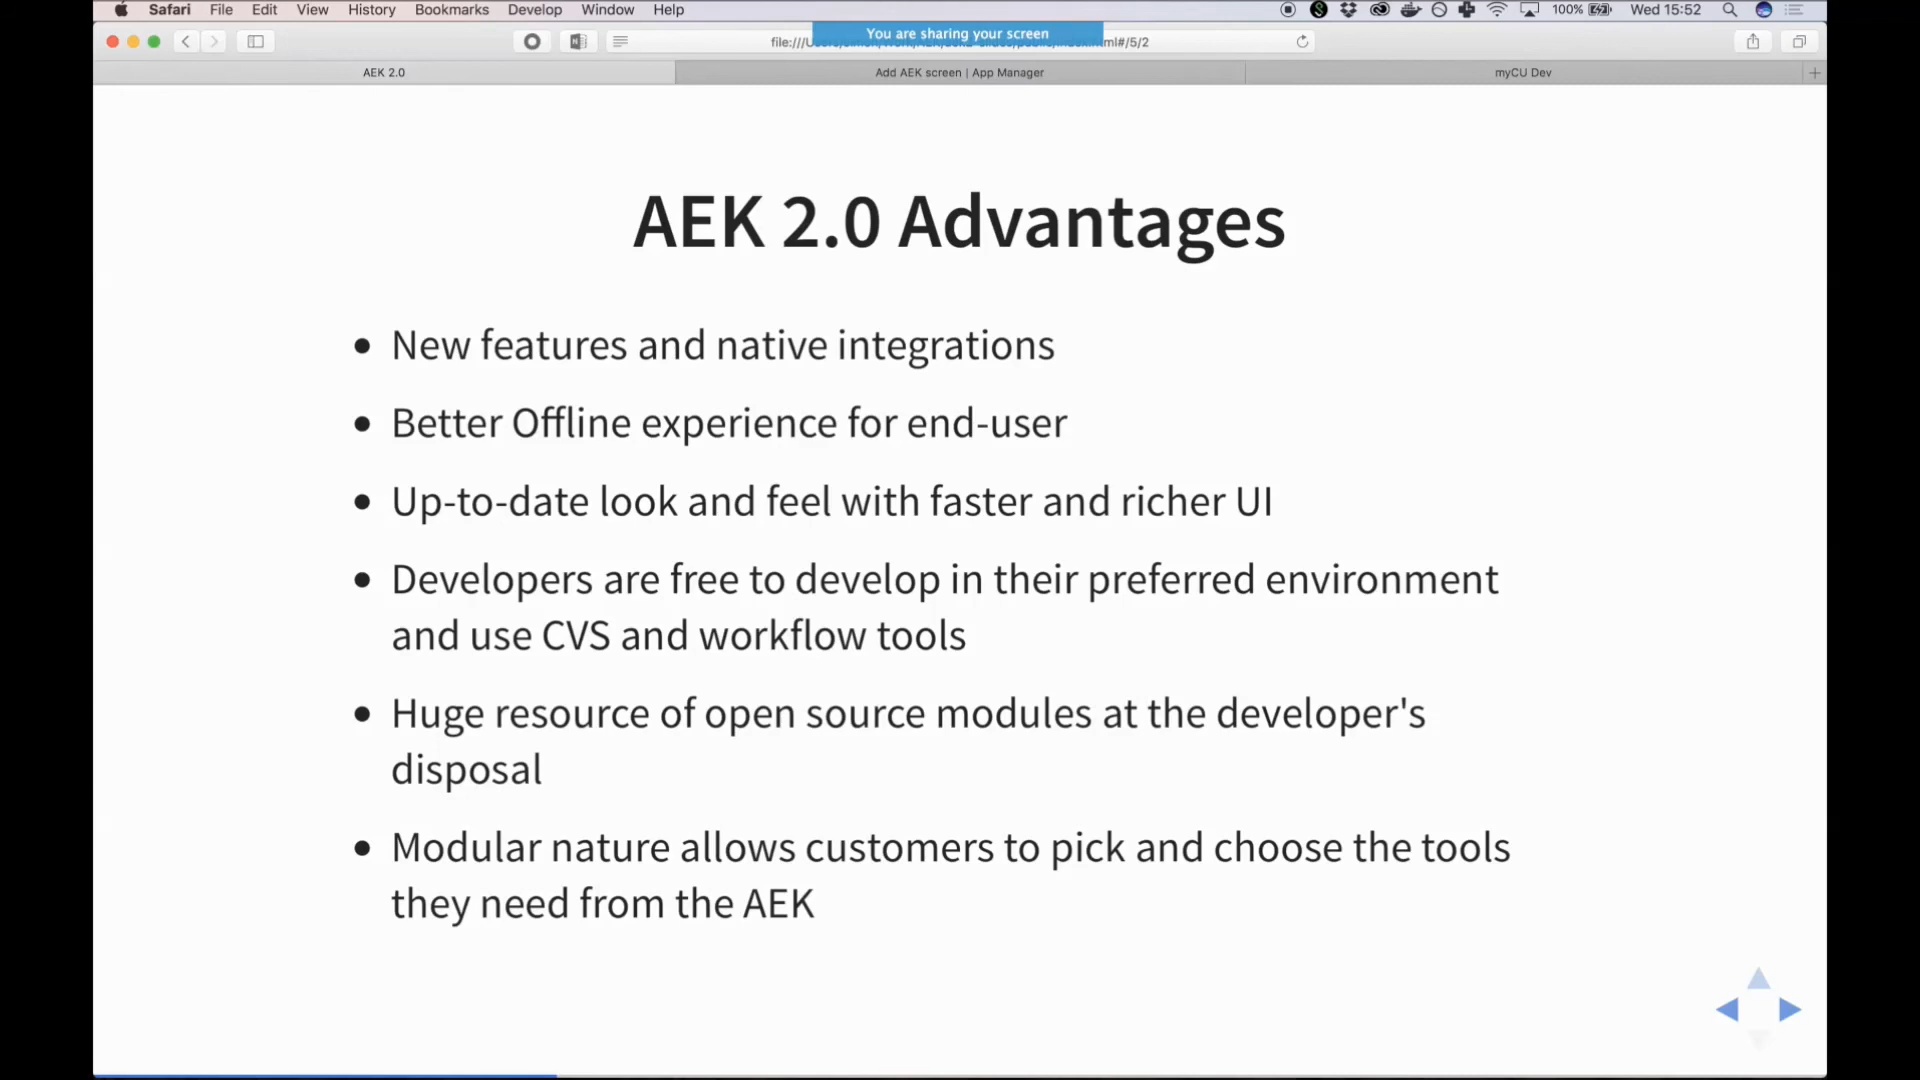 Safari File Edit View History Bookmarks Develop Window Help 100% Wed 15:52
You are sharing your screen
file:///U ml#/5/2
AEK 2.0 Add AEK screen | App Manager myCU Dev
AEK 2.0 Advantages
• New features and native integrations
• Better Offline experience for end-user
• Up-to-date look and feel with faster and richer UI
• Developers are free to develop in their preferred environment
and use CVS and workflow tools
• Huge resource of open source modules at the developer's
disposal
• Modular nature allows customers to pick and choose the tools
they need from the AEK